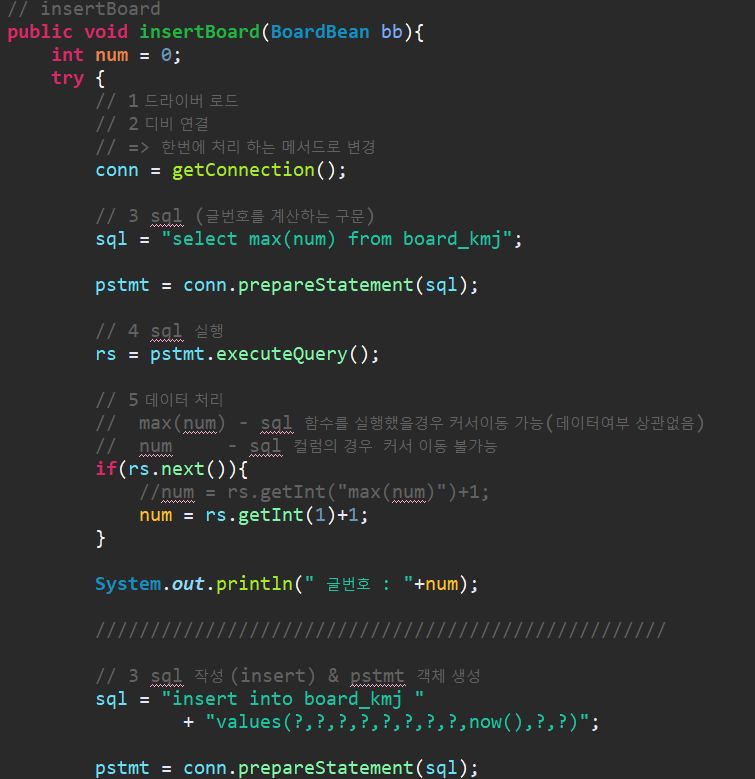 // insertBoard
public void insertBoard(BoardBean bb){
int num = 0;
try {
// 1 드라이버 로드
// 2 디비 연결
// => 한번에 처리 하는 메서드로 변경
conn = getConnection();
// 3 sql (글번호를 계산하는 구문)
sql = "select max(num) from board_kmj";
pstmt = conn.prepareStatement(sql);
// 4 sql 실행
rs = pstmt.executeQuery();
// 5 데이터 처리
// max(num) - sql 함수를 실행했을경우 커서이동 가능(데이터여부 상관없음)
// num - sql 컬럼의 경우 커서 이동 불가능
if(rs.next()){
//num = rs.getInt("max(num)")+1;
num = rs.getInt(1)+1;
}
System.out.println(" 글번호 : "+num);
////////////////////////////////////////////////////
// 3 sql 작성 (insert) & pstmt 객체 생성
sql = "insert into board_kmj "
+ "values(?,?,?,?,?,?,?,?,now(),?,?)";
pstmt = conn.prepareStatement(sql);